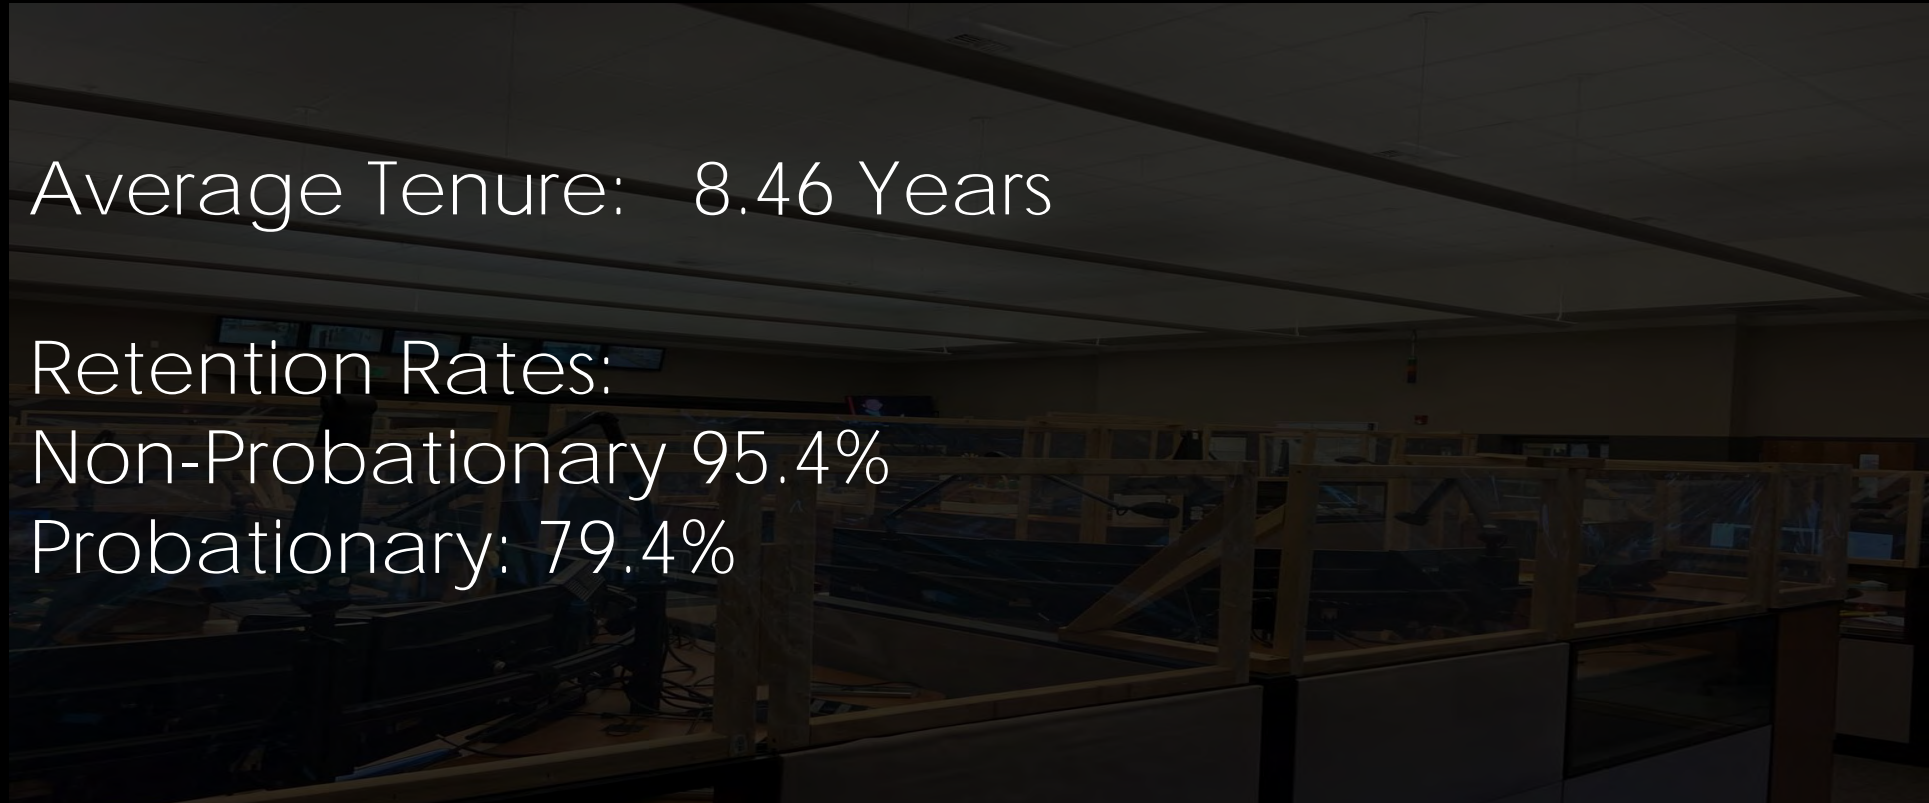 Average Tenure: 8.46 Years
Retention Rates:
Non-Probationary 95.4%
Probationary: 79.4%